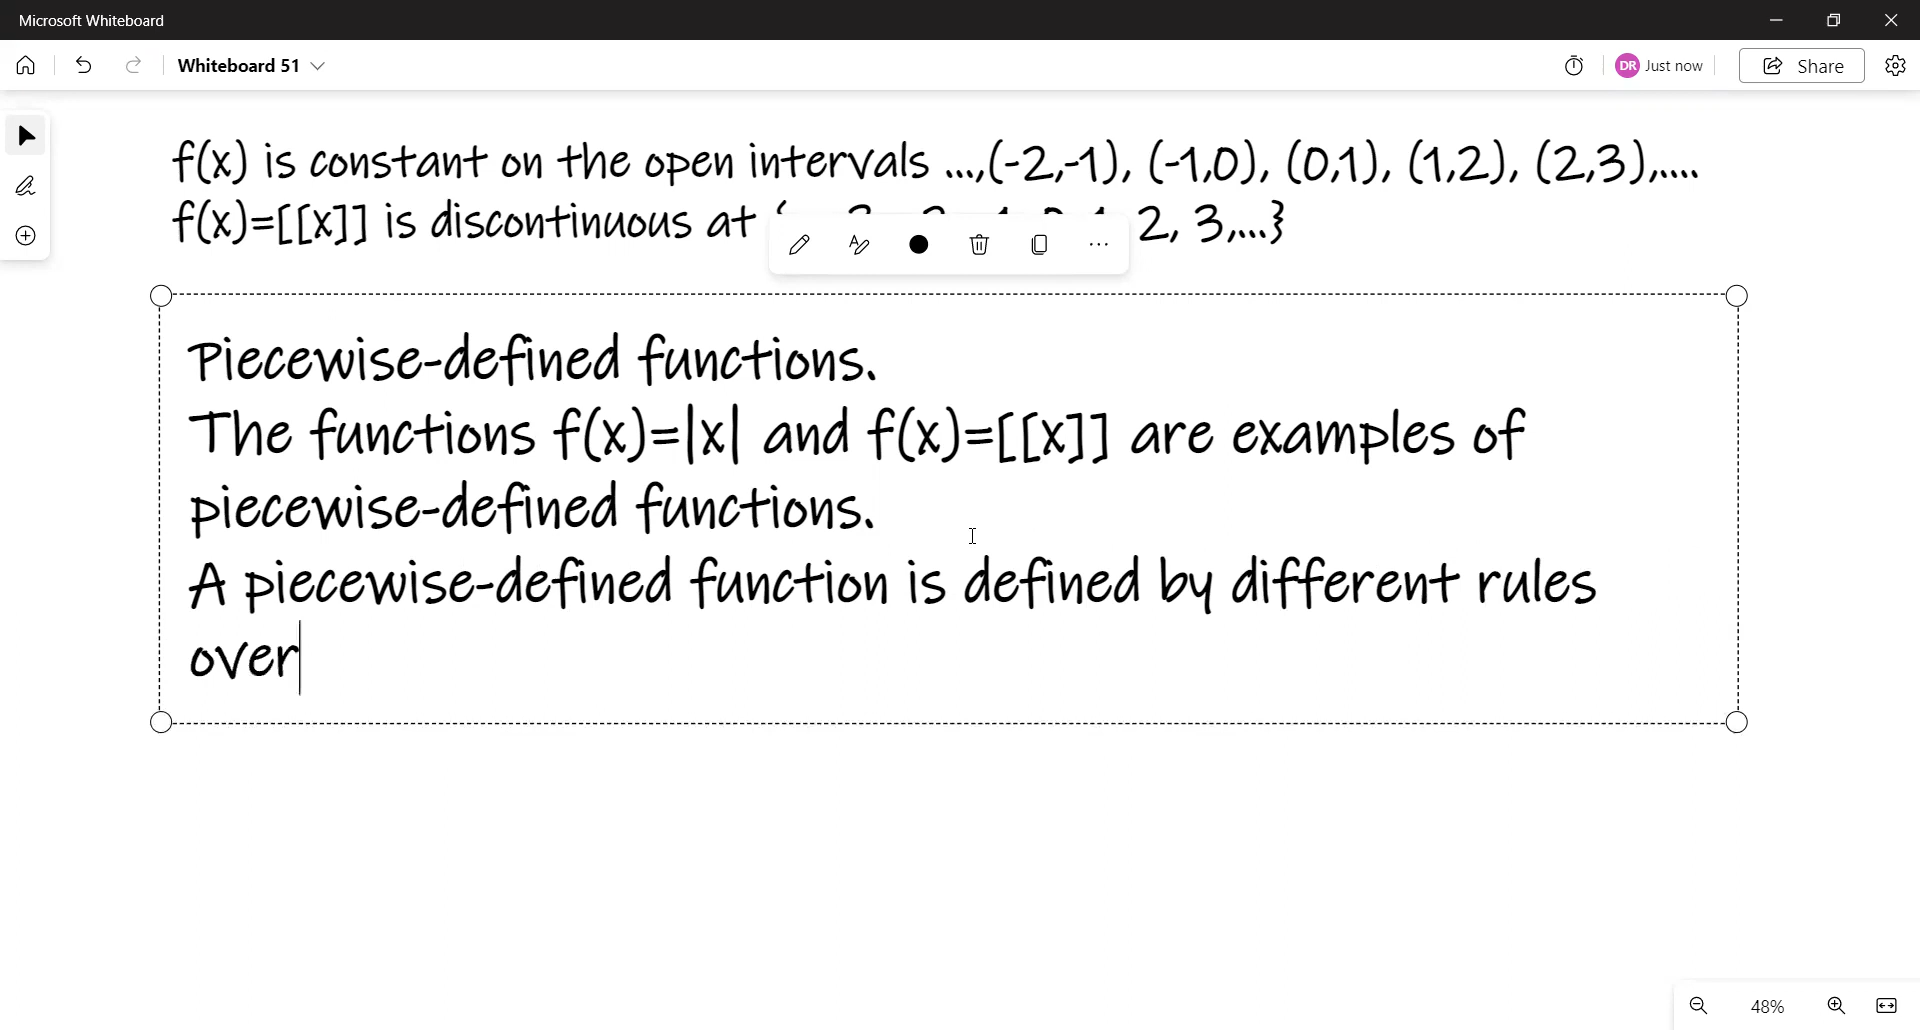 Microsoft Whiteboard
Whiteboard 51
DR Just now
Share
f(x) is constant on the open intervals ...,(-2,-1), (-1,0), (0,1), (1,2), (2,3),....
f(x)=[[x]] is discontinuous at 2, 3,...}
Piecewise-defined functions.
The functions f(x)=|x| and f(x)=[[x]] are examples of
piecewise-defined functions.
A piecewise-defined function is defined by different rules
over
48%